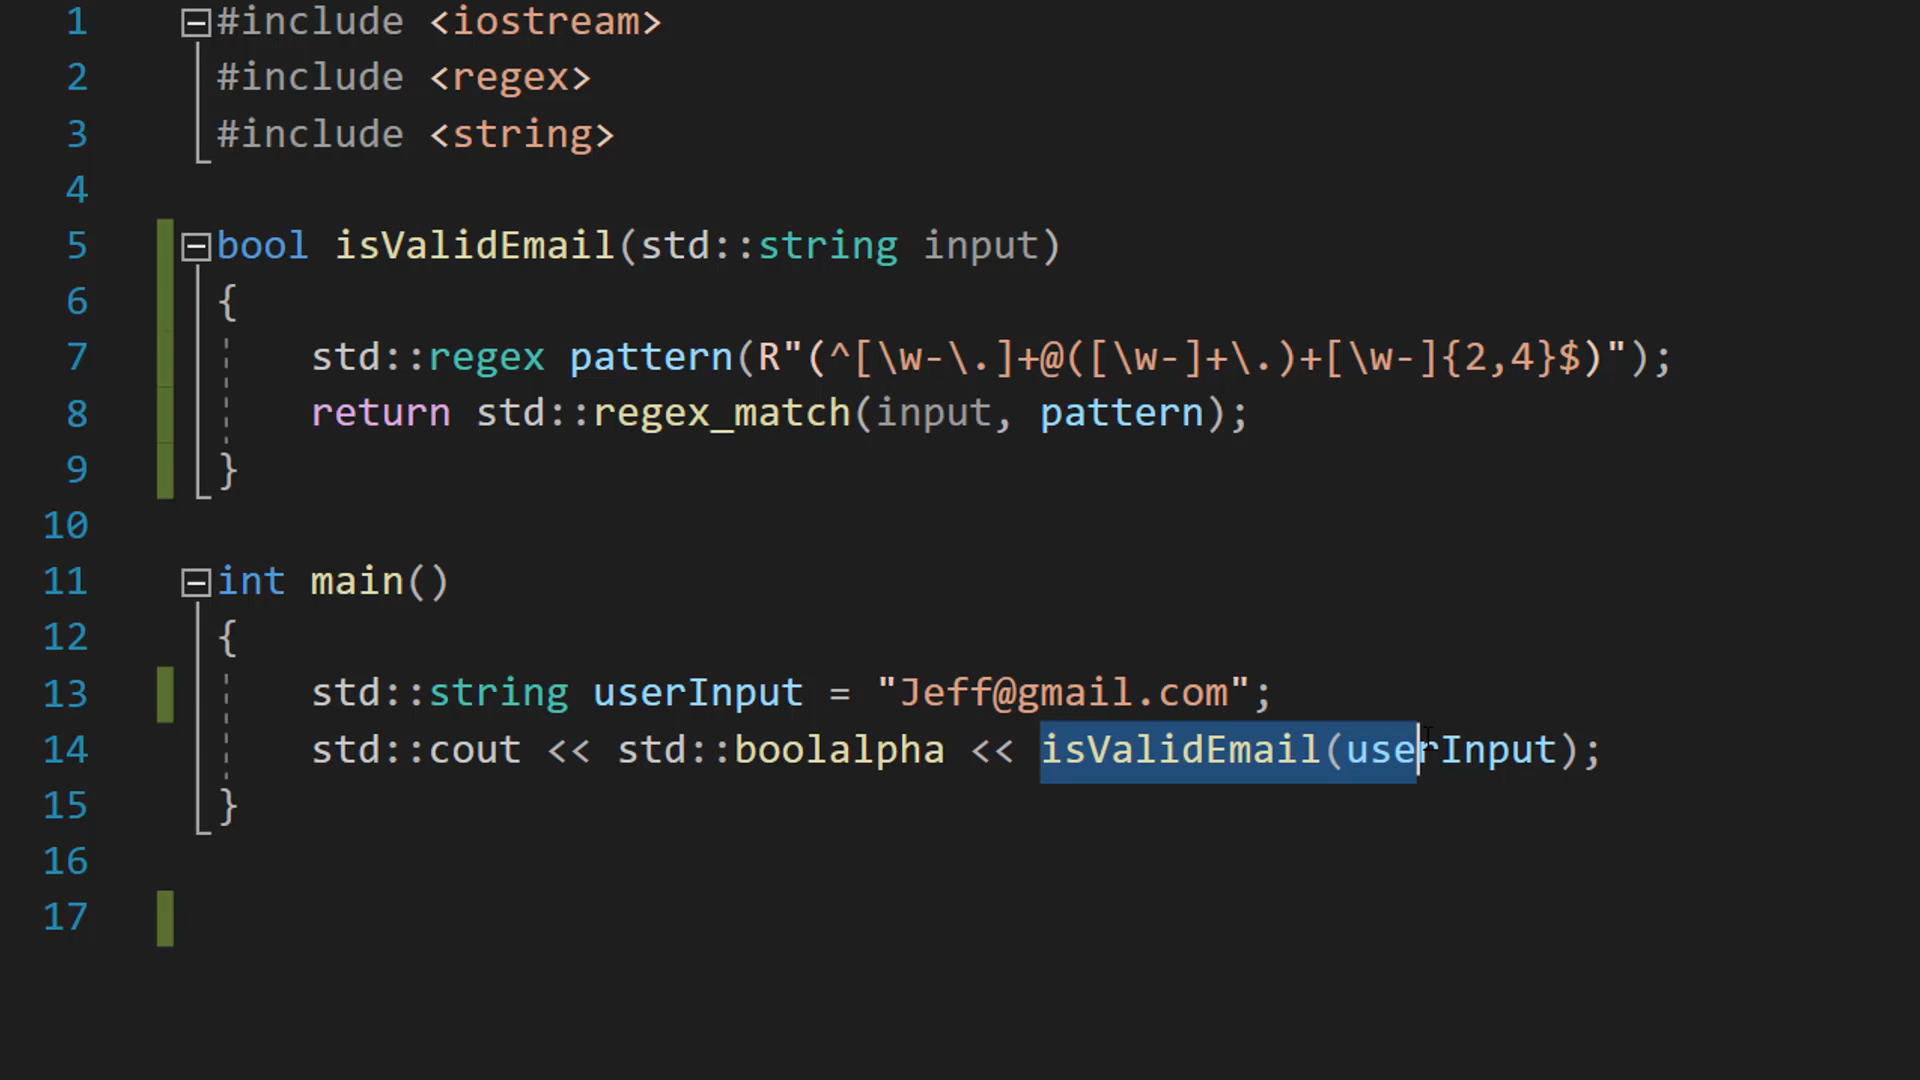 1 #include <iostream>
2 #include <regex>
3 #include <string>
4
5 bool isValidEmail(std::string input)
6 {
7 std::regex pattern(R"(^[\w-\.]+@([\w-]+\.)+[\w-]{2,4}$)");
8 return std::regex_match(input, pattern);
9 }
10
11 int main()
12 {
13 std::string userInput = "Jeff@gmail.com";
14 std::cout << std::boolalpha << isValidEmail(userInput);
15 }
16
17